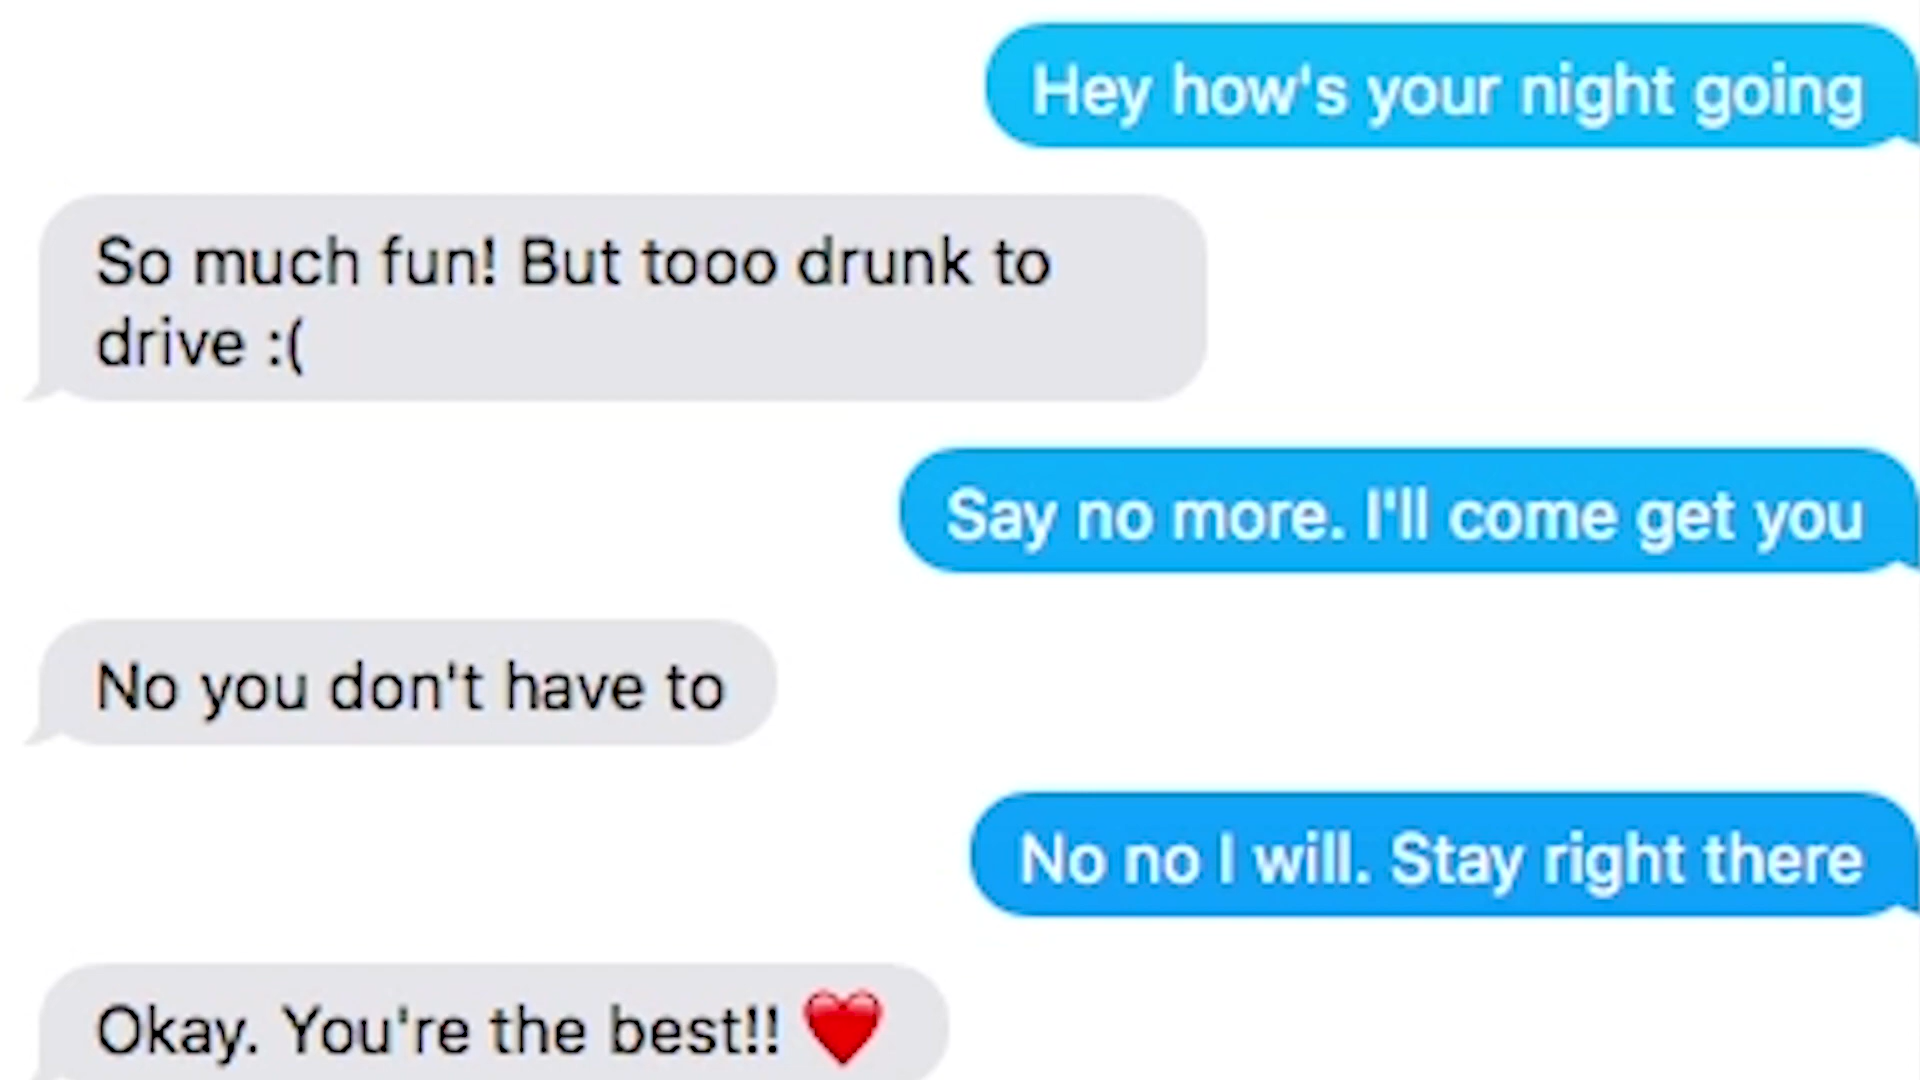 Hey how's your night going
So much fun! But tooo drunk to
drive :(
Say no more. I'll come get you
No you don't have to
No no I will. Stay right there
Okay. You're the best!! ❤️